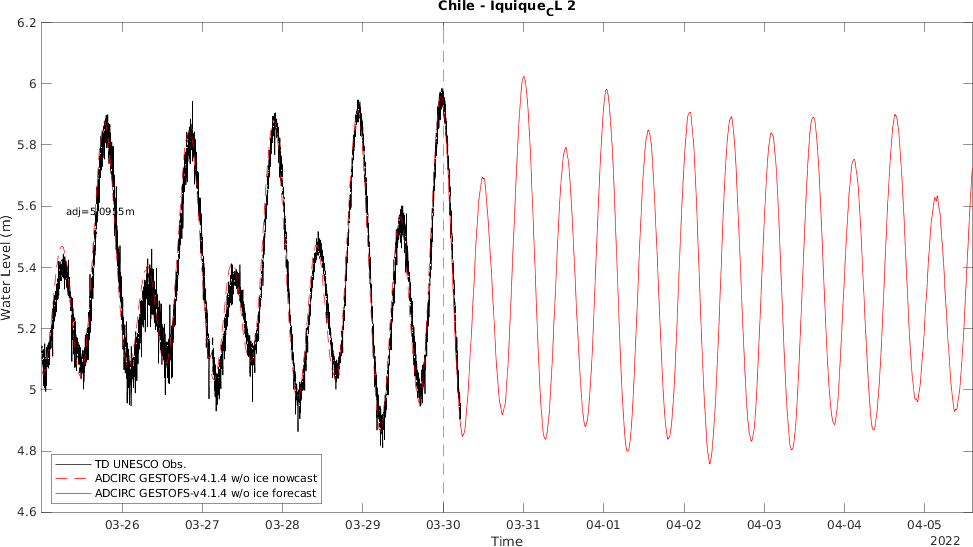 Chile - IquiqueCL 2
6.2
6
5.8
5.6
5.4
5.2
5
4.8
4.6
Water Level (m)
adj=5.0955m
TD UNESCO Obs.
ADCIRC GESTOFS-v4.1.4 w/o ice nowcast
ADCIRC GESTOFS-v4.1.4 w/o ice forecast
03-26 03-27 03-28 03-29 03-30 03-31 04-01 04-02 04-03 04-04 04-05
Time
2022